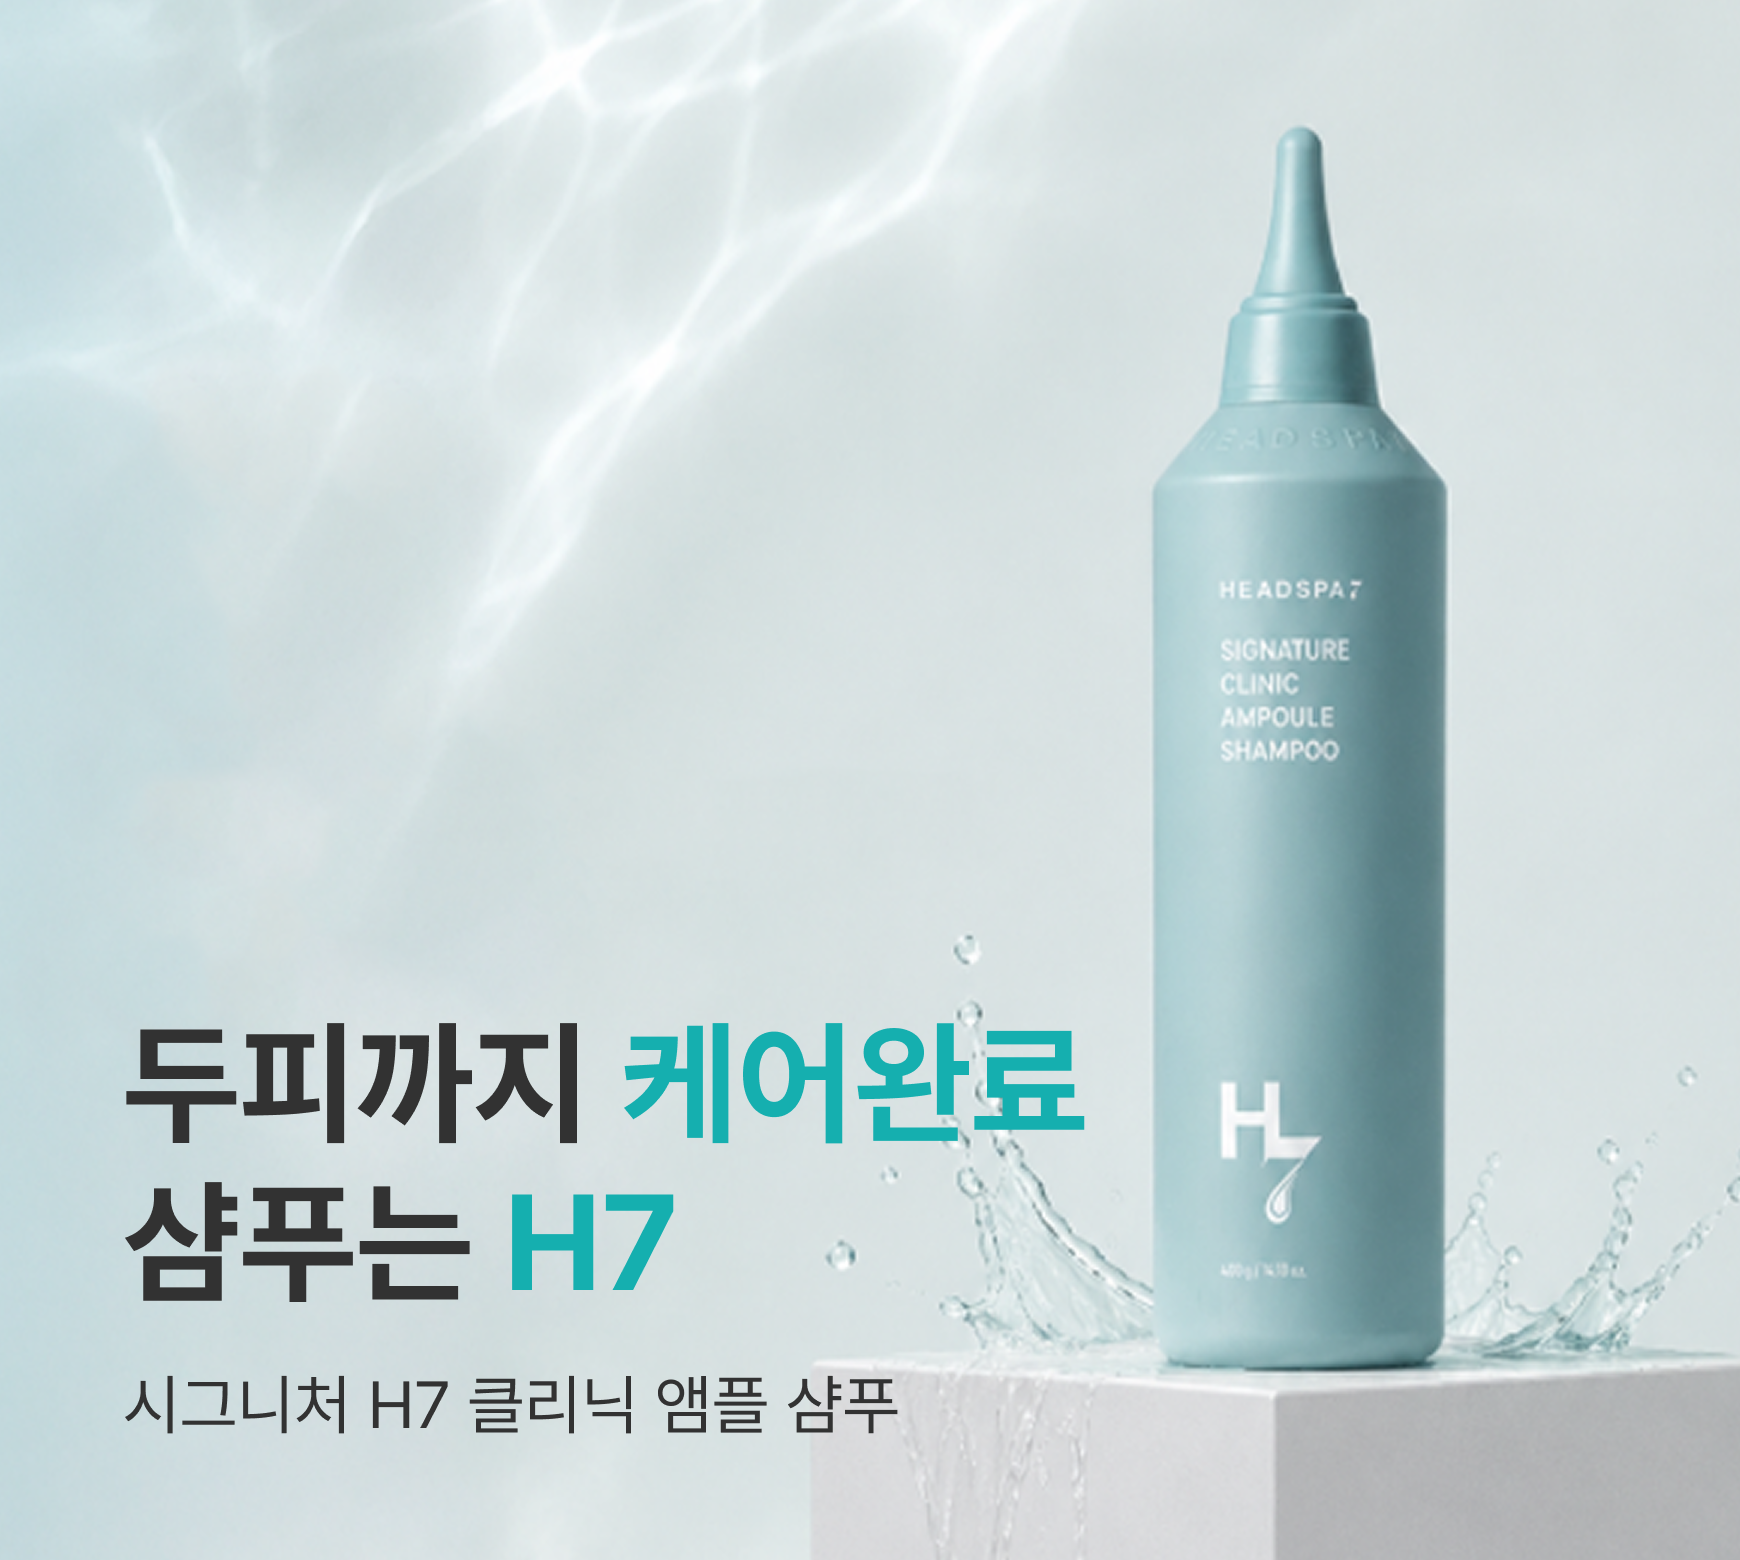 HEADSPA7
SIGNATURE
CLINIC
AMPOULE
SHAMPOO
H7
두피까지 케어완료
샴푸는 H7
시그니처 H7 클리닉 앰플 샴푸